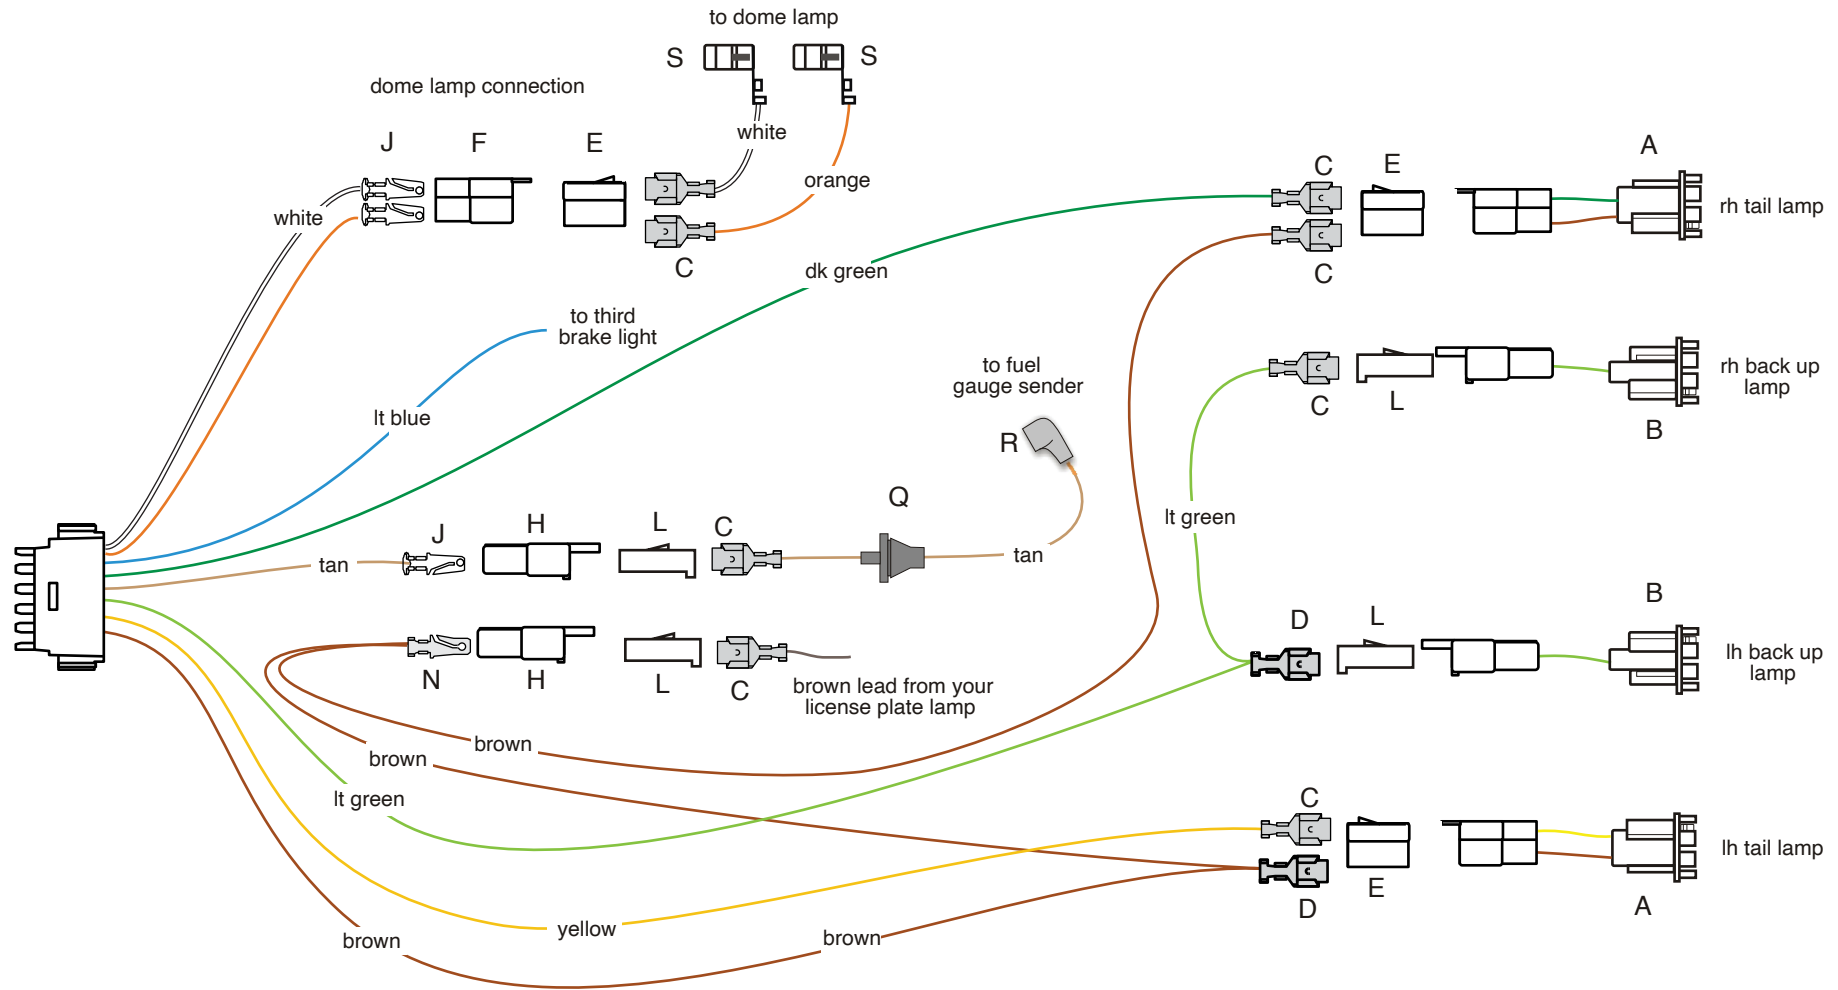 to dome lamp
S
S
dome lamp connection
white
J
F
E
C
A
E
C
orange
rh tail lamp
white
C
C
dk green
to third
brake light
to fuel
gauge sender
rh back up
lamp
C
L
B
lt blue
R
Q
lt green
J
H
L
C
tan
tan
B
D
L
lh back up
lamp
N
H
L
C
brown lead from your
license plate lamp
brown
brown
lt green
C
lh tail lamp
E
D
A
yellow
brown
brown